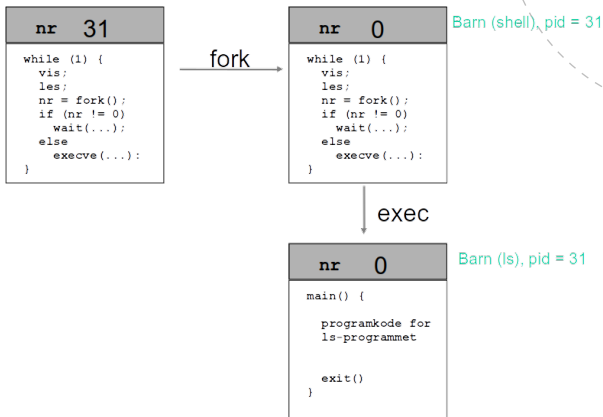 nr 31
while (1) {
vis;
les;
nr = fork();
if (nr != 0)
wait(...);
else
execve(...):
}
fork
nr 0
Barn (shell), pid = 31
while (1) {
vis;
les;
nr = fork();
if (nr != 0)
wait(...);
else
execve(...):
}
exec
nr 0
Barn (ls), pid = 31
main() {
programkode for
ls-programmet
exit()
}